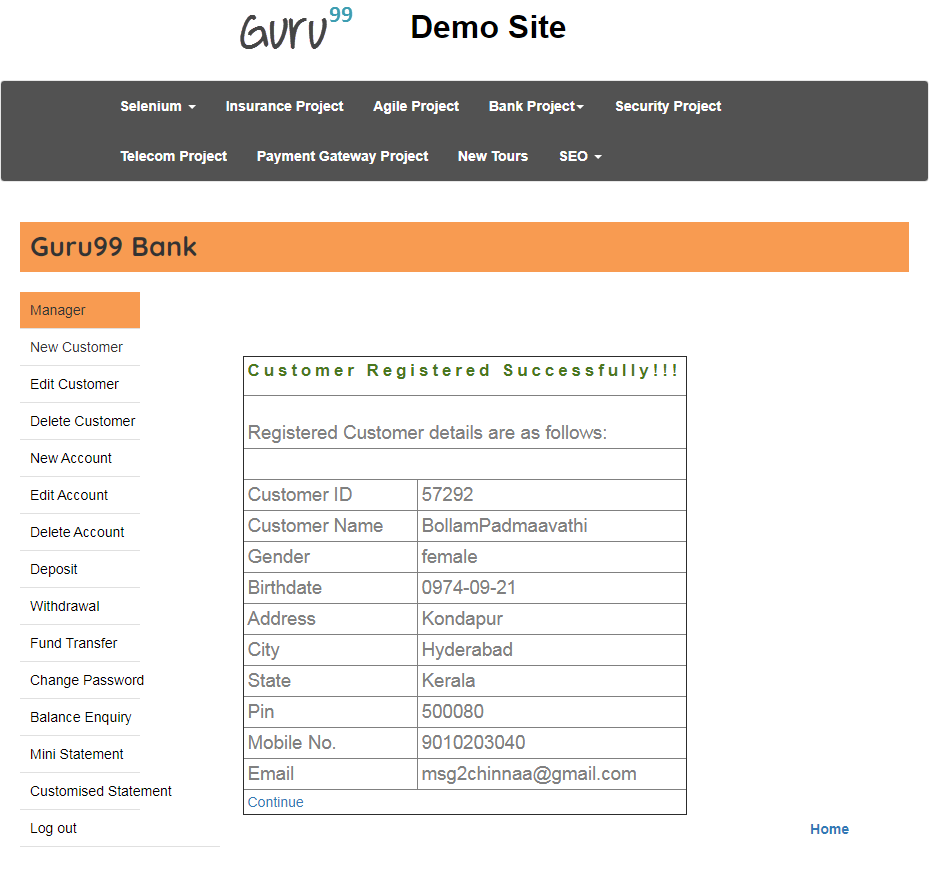 Guru99 Demo Site
Selenium Insurance Project Agile Project Bank Project Security Project
Telecom Project Payment Gateway Project New Tours SEO
Guru99 Bank
Manager
New Customer
Edit Customer
Delete Customer
New Account
Edit Account
Delete Account
Deposit
Withdrawal
Fund Transfer
Change Password
Balance Enquiry
Mini Statement
Customised Statement
Log out
Customer Registered Successfully!!!
Registered Customer details are as follows:
Customer ID 57292
Customer Name BollamPadmaavathi
Gender female
Birthdate 0974-09-21
Address Kondapur
City Hyderabad
State Kerala
Pin 500080
Mobile No. 9010203040
Email msg2chinnaa@gmail.com
Continue
Home